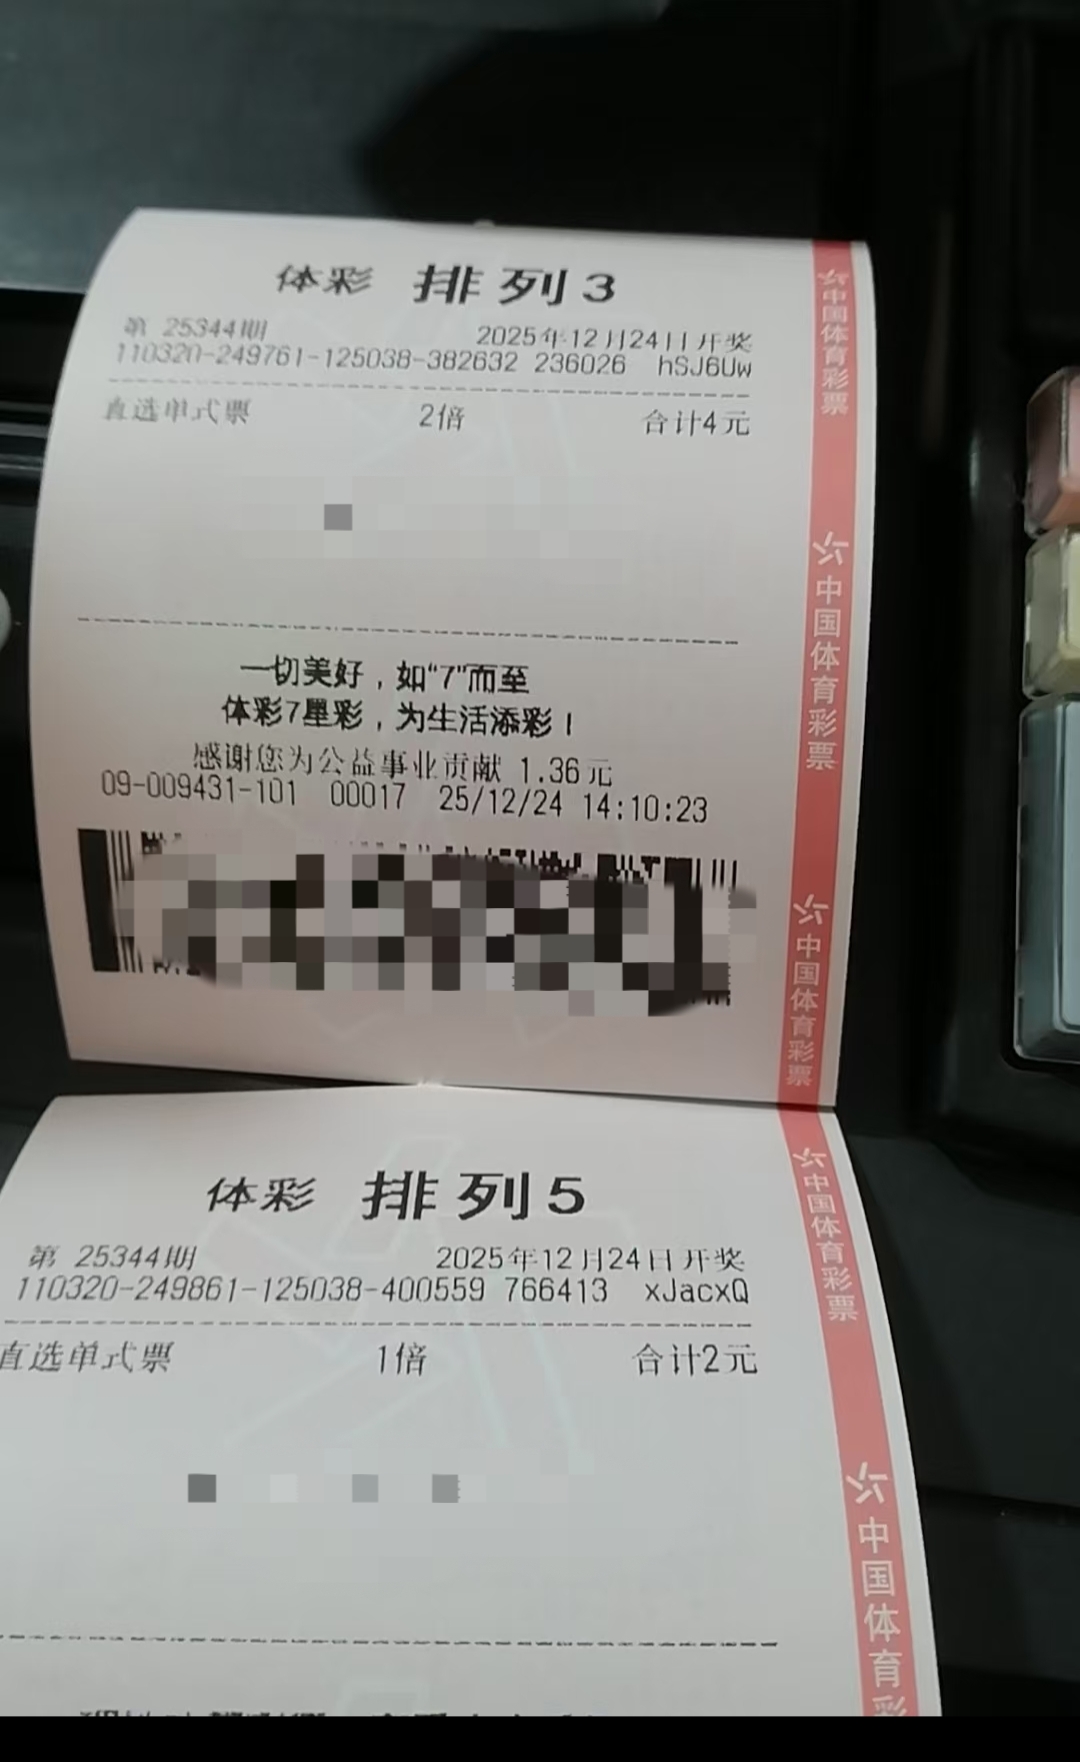 体彩 排列3
第 25344期 2025年12月24日开奖
110320-249761-125038-382632 236026 hSJ6Uw
直选单式票 2倍 合计4元
一切美好，如“7”而至
体彩7星彩，为生活添彩！
感谢您为公益事业贡献 1.36元
09-009431-101 00017 25/12/24 14:10:23
中国体育彩票
中国体育彩票
中国体育彩票
体彩 排列5
第 25344期 2025年12月24日开奖
110320-249861-125038-400559 766413 xJacxQ
直选单式票 1倍 合计2元
中国体育彩票
中国体育彩